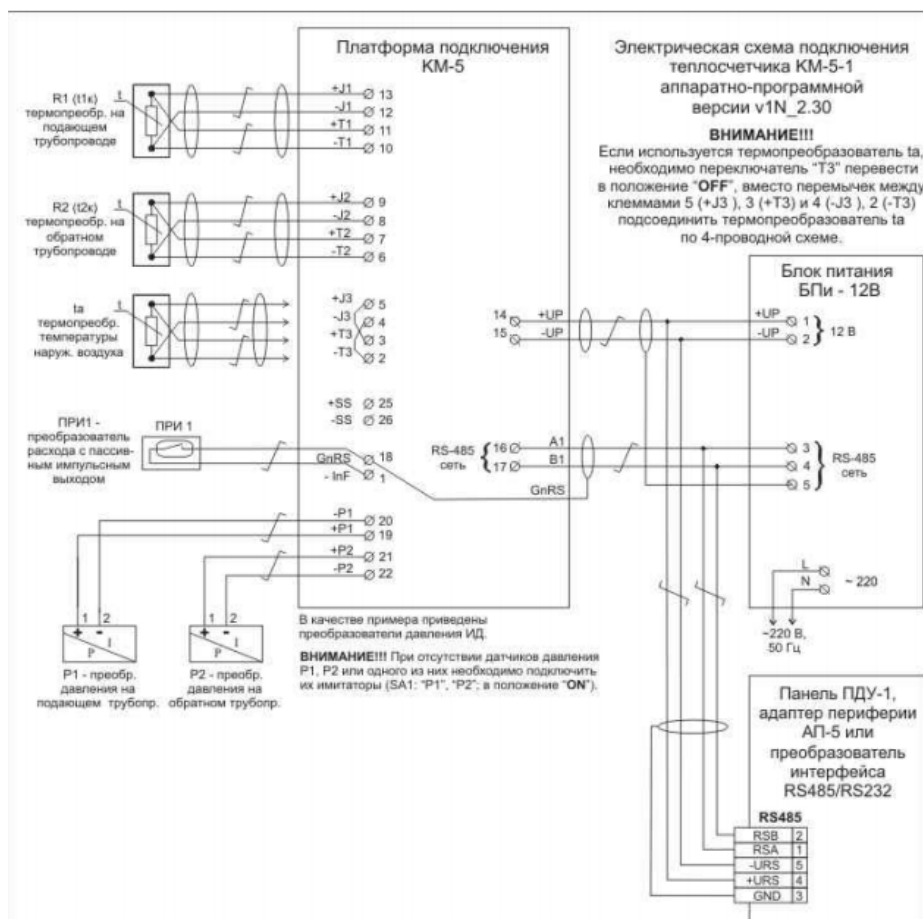 Платформа подключения
КМ-5
Электрическая схема подключения
теплосчетчика КМ-5-1
аппаратно-программной
версии v1N_2.30
ВНИМАНИЕ!!!
Если используется термопреобразователь ta,
необходимо переключатель "Т3" перевести
в положение "OFF", вместо перемычек между
клеммами 5 (+J3 ), 3 (+T3) и 4 (-J3 ), 2 (-T3)
подсоединить термопреобразователь ta
по 4-проводной схеме.
R1 (t1к)
термопреобр. на
подающем
трубопроводе
t
+J1 13
-J1 12
+T1 11
-T1 10
R2 (t2к)
термопреобр. на
обратном
трубопроводе
t
+J2 9
-J2 8
+T2 7
-T2 6
ta
термопреобр.
температуры
наруж. воздуха
t
+J3 5
-J3 4
+T3 3
-T3 2
+SS 25
-SS 26
ПРИ1 -
преобразователь
расхода с пассив-
ным импульсным
выходом
ПРИ 1
GnRS 18
- InF 1
-P1 20
+P1 19
+P2 21
-P2 22
14 +UP
15 -UP
RS-485
сеть
16 A1
17 B1
GnRS
Блок питания
БПи - 12В
+UP 1
-UP 2
12 В
3
4
5
RS-485
сеть
L
N
~ 220
~220 В,
50 Гц
1 2
+ -
P I
P1 - преобр.
давления на
подающем трубопр.
1 2
+ -
P I
P2 - преобр.
давления на
обратном трубопр.
В качестве примера приведены
преобразователи давления ИД.
ВНИМАНИЕ!!! При отсутствии датчиков давления
P1, P2 или одного из них необходимо подключить
их имитаторы (SA1: "P1", "P2"; в положение "ON").
Панель ПДУ-1,
адаптер периферии
АП-5 или
преобразователь
интерфейса
RS485/RS232
RS485
RSB 2
RSA 1
-URS 5
+URS 4
GND 3